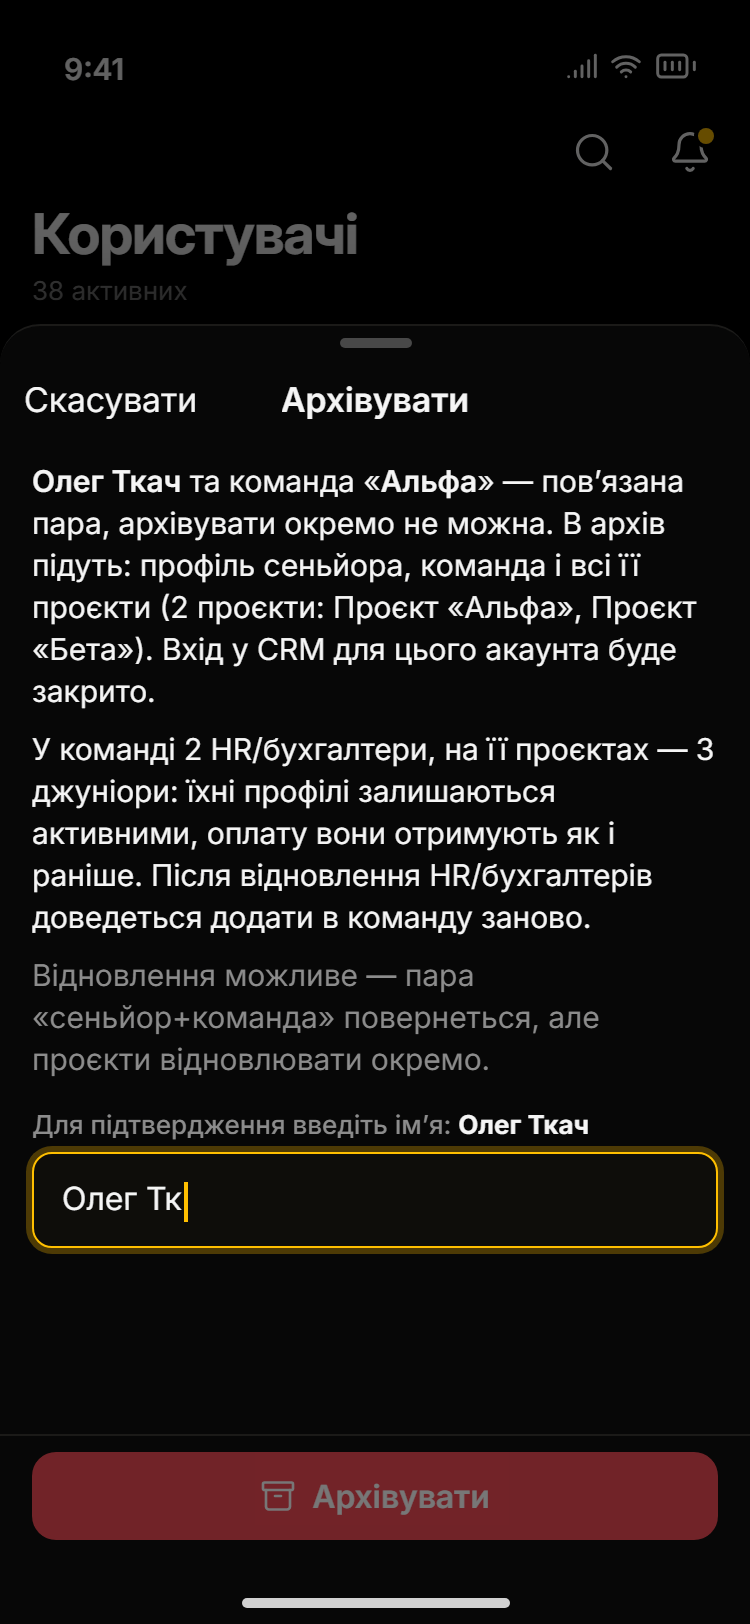 9:41
Користувачі
38 активних
Скасувати
Архівувати
Олег Ткач та команда «Альфа» — пов’язана
пара, архівувати окремо не можна. В архів
підуть: профіль сеньйора, команда і всі її
проєкти (2 проєкти: Проєкт «Альфа», Проєкт
«Бета»). Вхід у CRM для цього акаунта буде
закрито.
У команді 2 HR/бухгалтери, на її проєктах — 3
джуніори: їхні профілі залишаються
активними, оплату вони отримують як і
раніше. Після відновлення HR/бухгалтерів
доведеться додати в команду заново.
Відновлення можливе — пара
«сеньйор+команда» повернеться, але
проєкти відновлювати окремо.
Для підтвердження введіть ім’я: Олег Ткач
Олег Тк
Архівувати